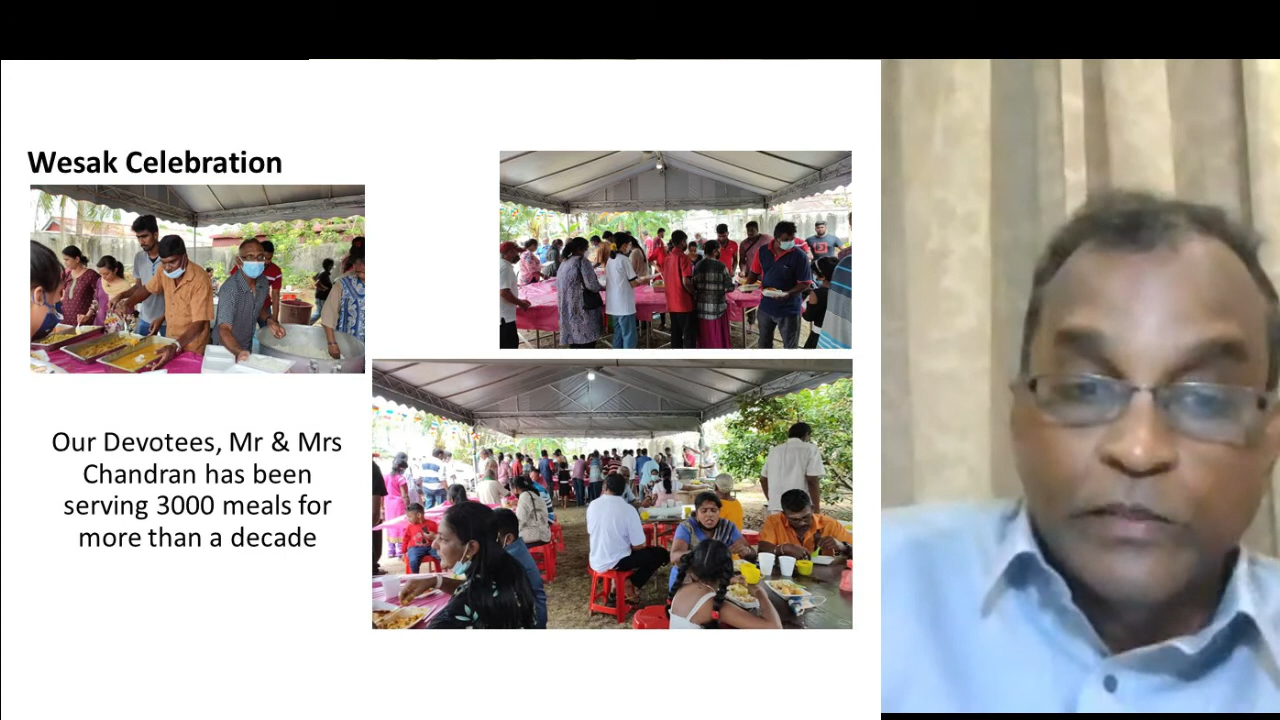 Wesak Celebration
Our Devotees, Mr & Mrs
Chandran has been
serving 3000 meals for
more than a decade